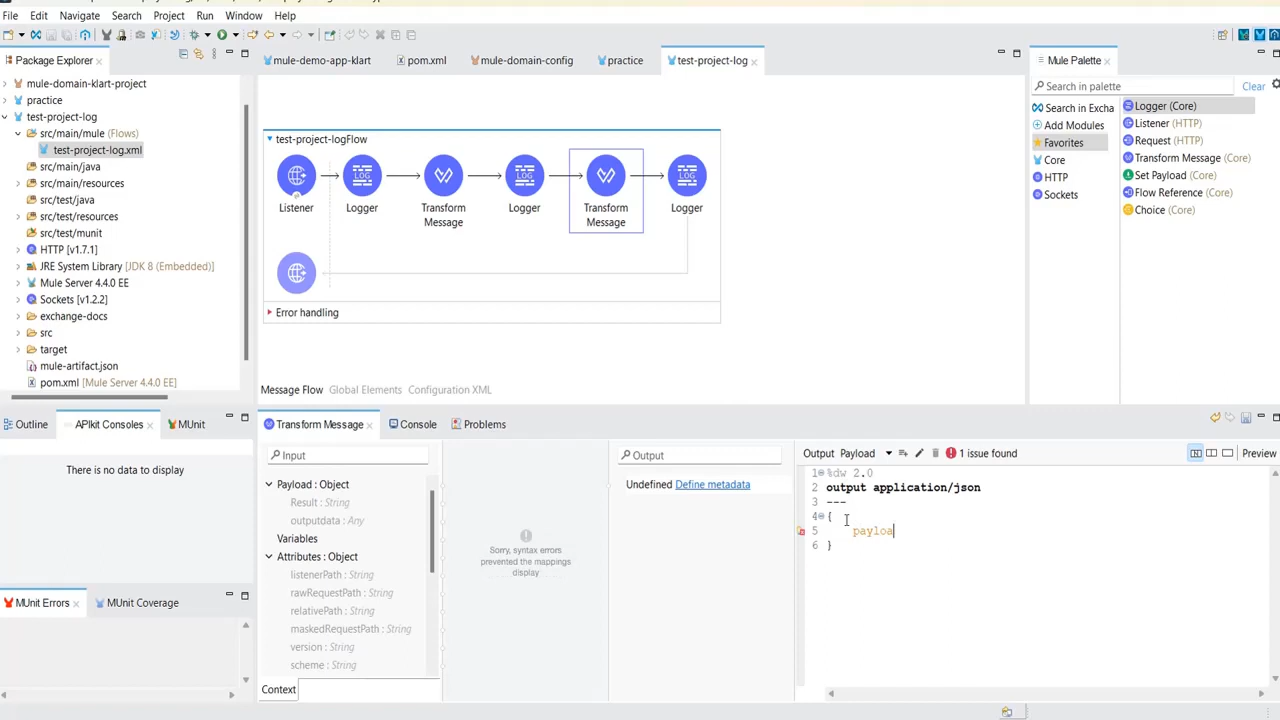 File Edit Navigate Search Project Run Window Help
Package Explorer
mule-domain-klart-project
practice
test-project-log
src/main/mule (Flows)
test-project-log.xml
src/main/java
src/main/resources
src/test/java
src/test/resources
src/test/munit
HTTP [v1.7.1]
JRE System Library [JDK 8 (Embedded)]
Mule Server 4.4.0 EE
Sockets [v1.2.2]
exchange-docs
src
target
mule-artifact.json
pom.xml [Mule Server 4.4.0 EE]
mule-demo-app-klart
pom.xml
mule-domain-config
practice
test-project-log
test-project-logFlow
Listener
Logger
Transform
Message
Logger
Transform
Message
Logger
LOG
LOG
LOG
Error handling
Message Flow Global Elements Configuration XML
Mule Palette
Search in palette
Clear
Search in Excha
Add Modules
Favorites
Core
HTTP
Sockets
Logger (Core)
Listener (HTTP)
Request (HTTP)
Transform Message (Core)
Set Payload (Core)
Flow Reference (Core)
Choice (Core)
Outline
APIkit Consoles
MUnit
There is no data to display
MUnit Errors
MUnit Coverage
Transform Message
Console
Problems
Input
Payload : Object
Result : String
outputdata : Any
Variables
Attributes : Object
listenerPath : String
rawRequestPath : String
relativePath : String
maskedRequestPath : String
version : String
scheme : String
Context
Sorry, syntax errors
prevented the mappings
display
Output
Undefined Define metadata
Output Payload
1 issue found
Preview
1 %dw 2.0
2 output application/json
3 ---
4 {
5 payloa
6 }